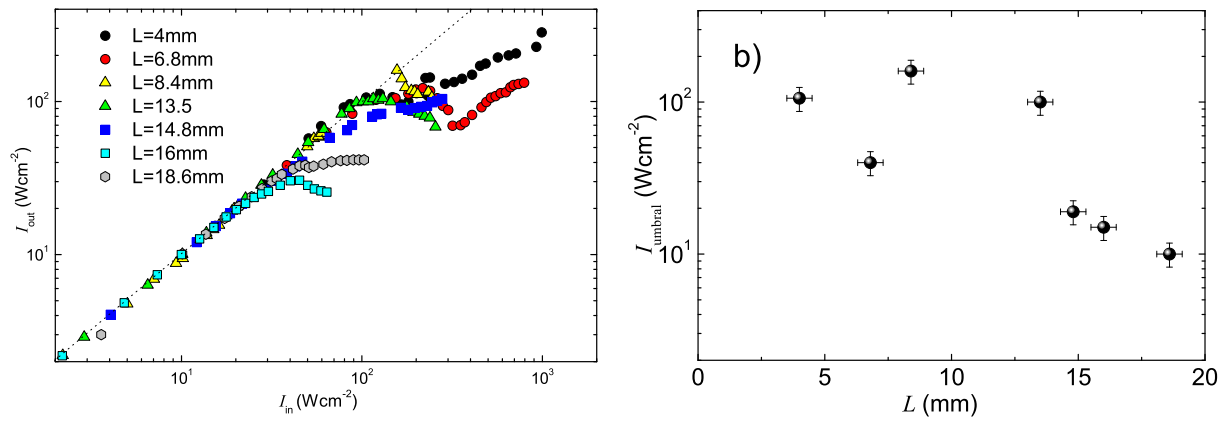 L=4mm
L=6.8mm
L=8.4mm
L=13.5
L=14.8mm
L=16mm
L=18.6mm
10²
10¹
I_out (Wcm⁻²)
10¹ 10² 10³
I_in (Wcm⁻²)
b)
10²
10¹
I_umbral (Wcm⁻²)
0 5 10 15 20
L (mm)